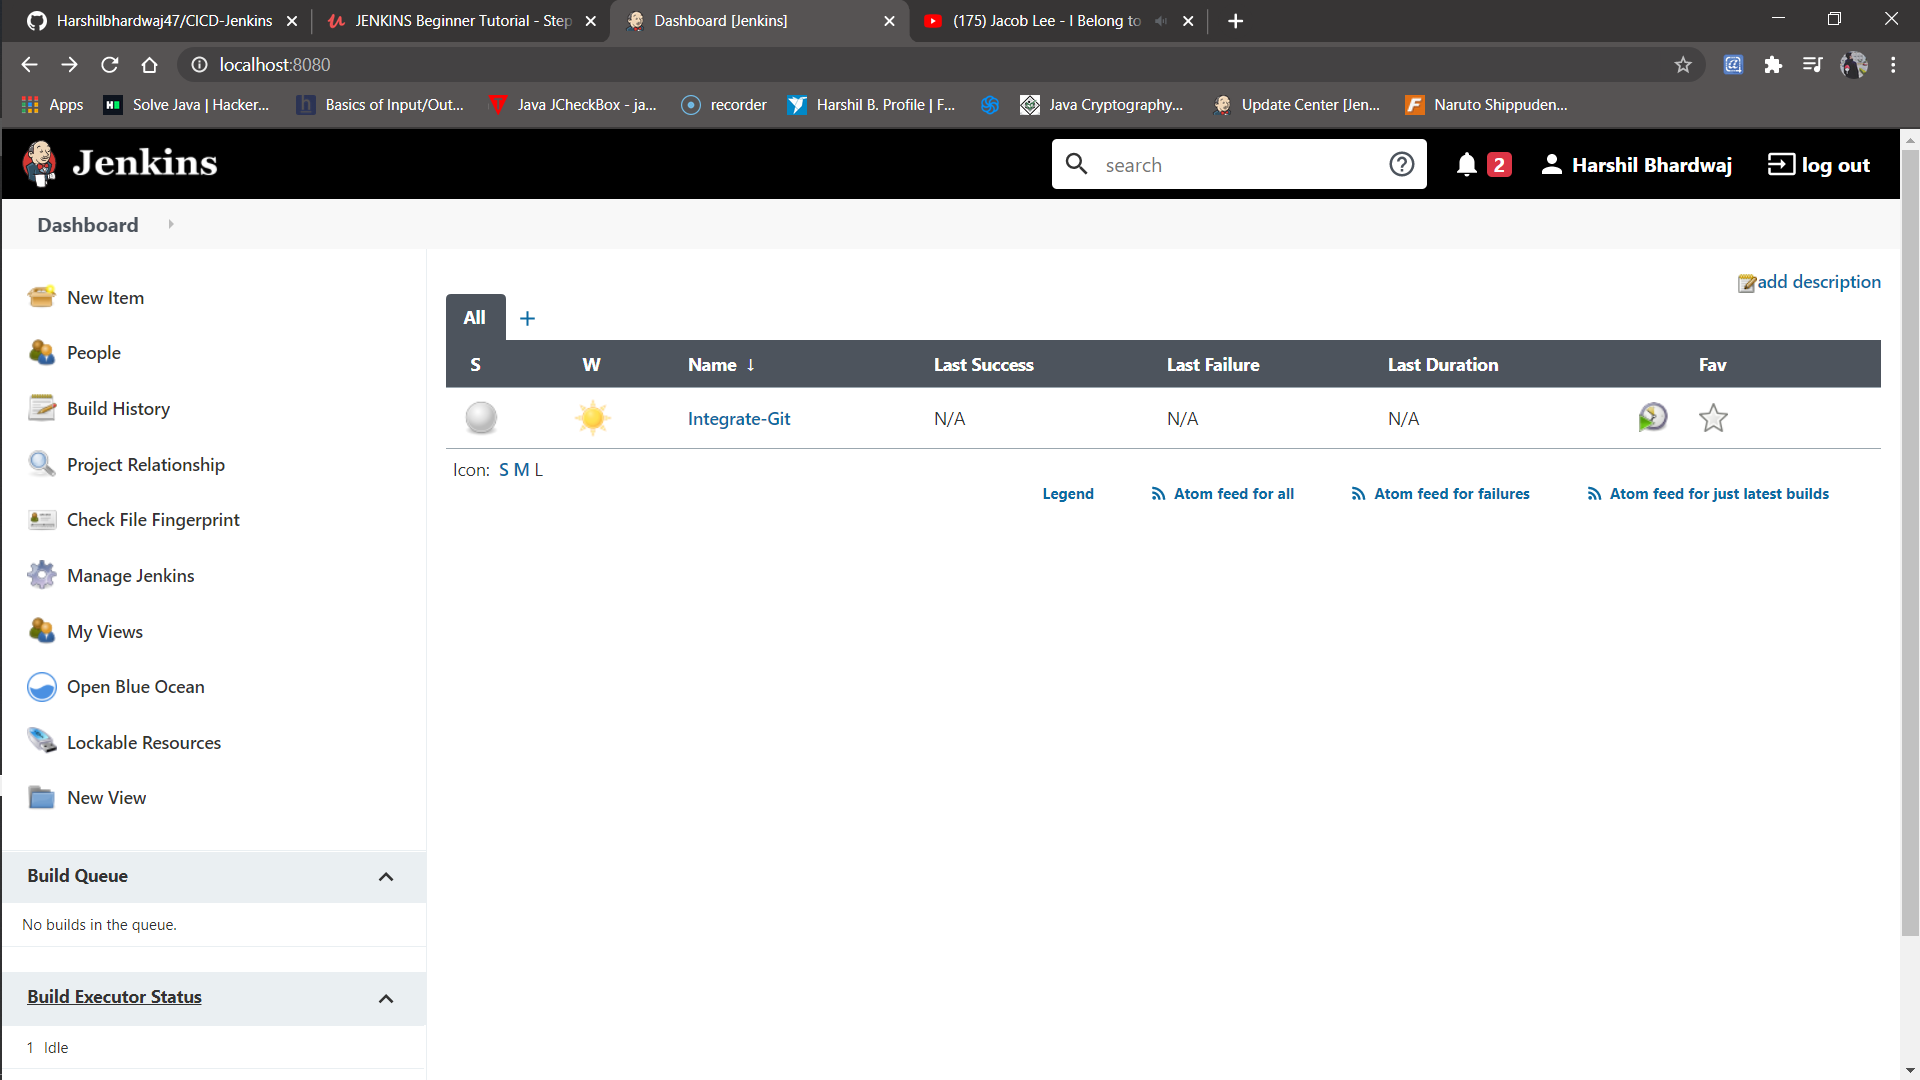 Harshilbhardwaj47/CICD-Jenkins
JENKINS Beginner Tutorial - Step
Dashboard [Jenkins]
(175) Jacob Lee - I Belong to
localhost:8080
Apps
Solve Java | Hacker...
Basics of Input/Out...
Java JCheckBox - ja...
recorder
Harshil B. Profile | F...
Java Cryptography...
Update Center [Jen...
Naruto Shippuden...
Jenkins
search
2
Harshil Bhardwaj
log out
Dashboard
New Item
People
Build History
Project Relationship
Check File Fingerprint
Manage Jenkins
My Views
Open Blue Ocean
Lockable Resources
New View
Build Queue
No builds in the queue.
Build Executor Status
1 Idle
add description
All +
S W Name ↓ Last Success Last Failure Last Duration Fav
Integrate-Git N/A N/A N/A
Icon: S M L
Legend Atom feed for all Atom feed for failures Atom feed for just latest builds